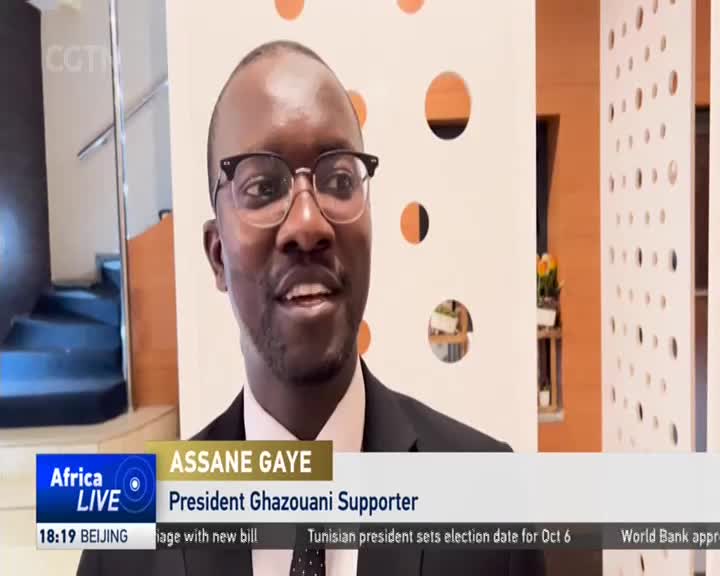 CGTN
ASSANE GAYE
Africa
LIVE
President Ghazouani Supporter
18:19 BEIJING
iage with new bill Tunisian president sets election date for Oct 6 World Bank appr